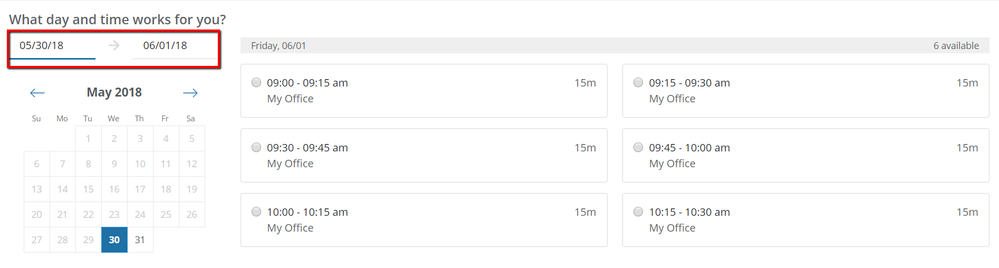 What day and time works for you?
05/30/18 06/01/18
May 2018
Su Mo Tu We Th Fr Sa
1 2 3 4 5
6 7 8 9 10 11 12
13 14 15 16 17 18 19
20 21 22 23 24 25 26
27 28 29 30 31
Friday, 06/01 6 available
09:00 - 09:15 am 15m
My Office
09:15 - 09:30 am 15m
My Office
09:30 - 09:45 am 15m
My Office
09:45 - 10:00 am 15m
My Office
10:00 - 10:15 am 15m
My Office
10:15 - 10:30 am 15m
My Office